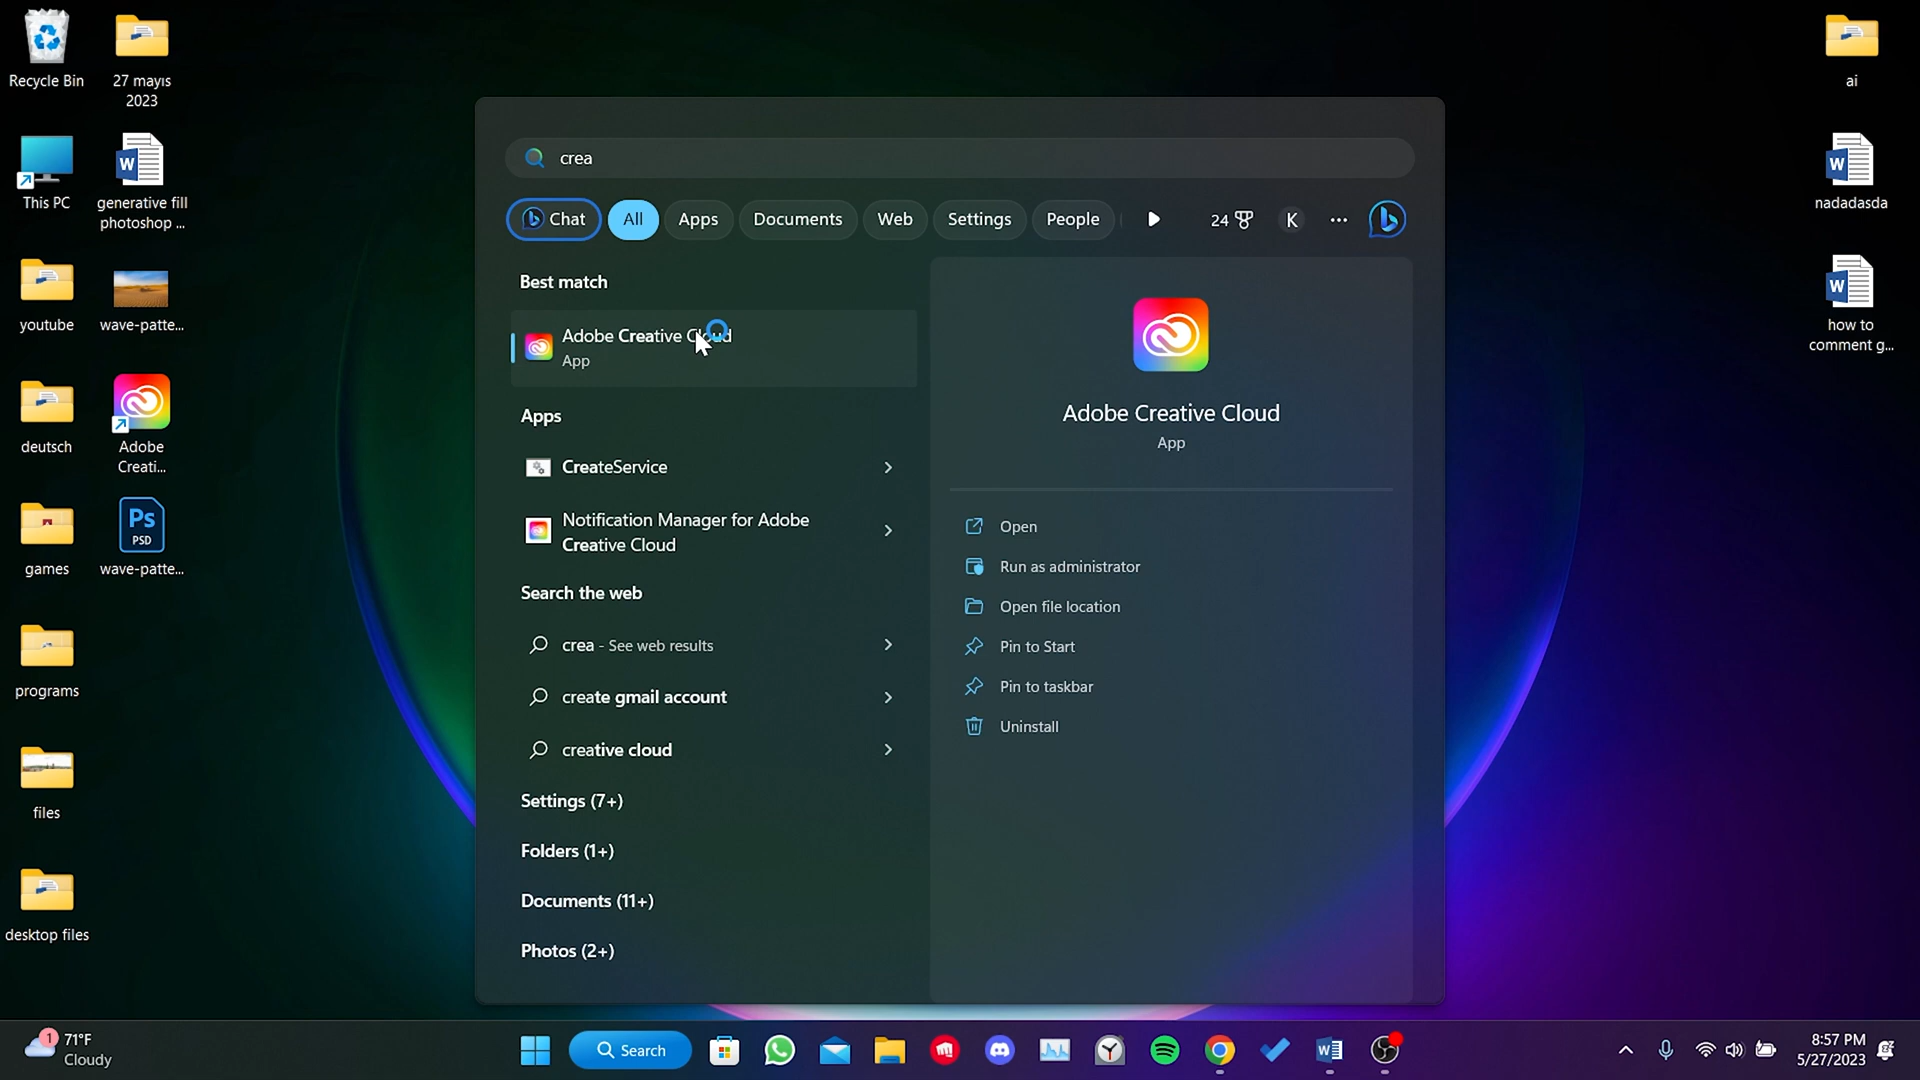 Recycle Bin
27 mayıs
2023
This PC
W
generative fill
photoshop ...
youtube
wave-patte...
deutsch
Adobe
Creati...
games
Ps
PSD
wave-patte...
programs
files
desktop files
ai
W
nadadasda
W
how to
comment g...
crea
Chat
All
Apps
Documents
Web
Settings
People
24
K
Best match
Adobe Creative Cloud
App
Apps
CreateService
Notification Manager for Adobe
Creative Cloud
Search the web
crea - See web results
create gmail account
creative cloud
Settings (7+)
Folders (1+)
Documents (11+)
Photos (2+)
Adobe Creative Cloud
App
Open
Run as administrator
Open file location
Pin to Start
Pin to taskbar
Uninstall
1
71°F
Cloudy
Search
W
8:57 PM
5/27/2023